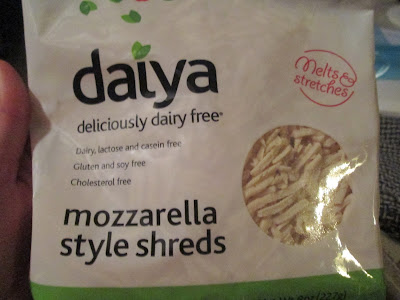 daiya
deliciously dairy free
Melts &
stretches
Dairy, lactose and casein free
Gluten and soy free
Cholesterol free
mozzarella
style shreds